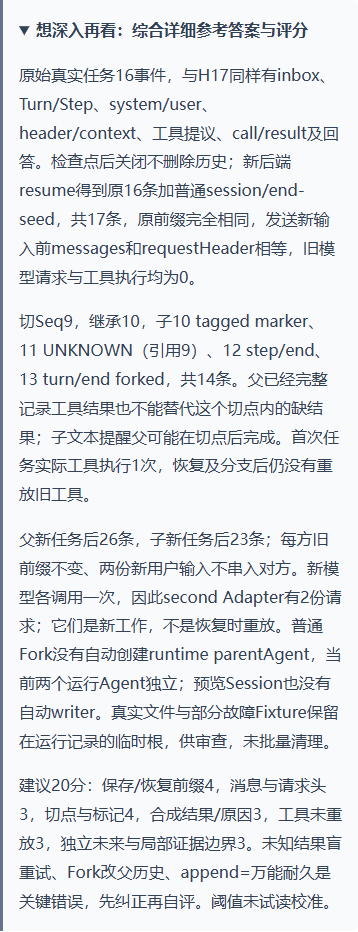 ▼ 想深入再看：综合详细参考答案与评分
原始真实任务16事件，与H17同样有inbox、
Turn/Step、system/user、
header/context、工具提议、call/result及回
答。检查点后关闭不删除历史；新后端
resume得到原16条加普通session/end-
seed，共17条，原前缀完全相同，发送新输
入前messages和requestHeader相等，旧模
型请求与工具执行均为0。
切Seq9，继承10，子10 tagged marker、
11 UNKNOWN（引用9）、12 step/end、
13 turn/end forked，共14条。父已经完整
记录工具结果也不能替代这个切点内的缺结
果；子文本提醒父可能在切点后完成。首次任
务实际工具执行1次，恢复及分支后仍没有重
放旧工具。
父新任务后26条，子新任务后23条；每方旧
前缀不变、两份新用户输入不串入对方。新模
型各调用一次，因此second Adapter有2份请
求；它们是新工作，不是恢复时重放。普通
Fork没有自动创建runtime parentAgent，当
前两个运行Agent独立；预览Session也没有
自动writer。真实文件与部分故障Fixture保留
在运行记录的临时根，供审查，未批量清理。
建议20分：保存/恢复前缀4，消息与请求头
3，切点与标记4，合成结果/原因3，工具未重
放3，独立未来与局部证据边界3。未知结果盲
重试、Fork改父历史、append=万能耐久是
关键错误，先纠正再自评。阈值未试读校准。